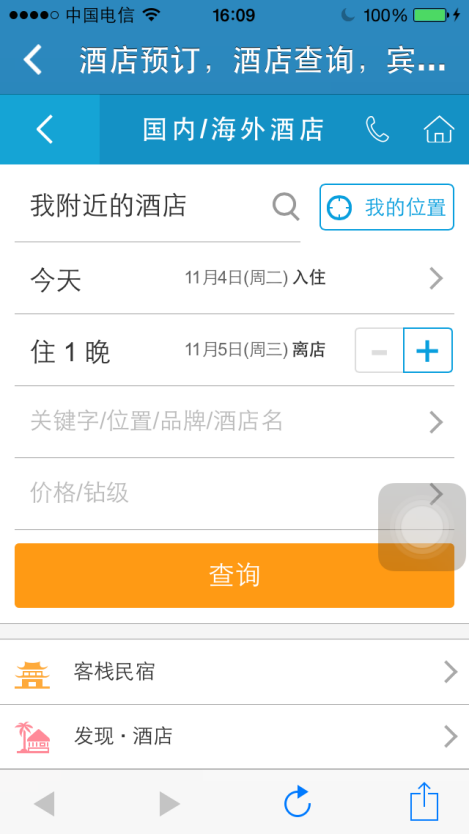 中国电信 16:09 100%
酒店预订，酒店查询，宾...
国内/海外酒店
我附近的酒店 我的位置
今天 11月4日(周二) 入住
住 1 晚 11月5日(周三) 离店 - +
关键字/位置/品牌/酒店名
价格/钻级
查询
客栈民宿
发现·酒店